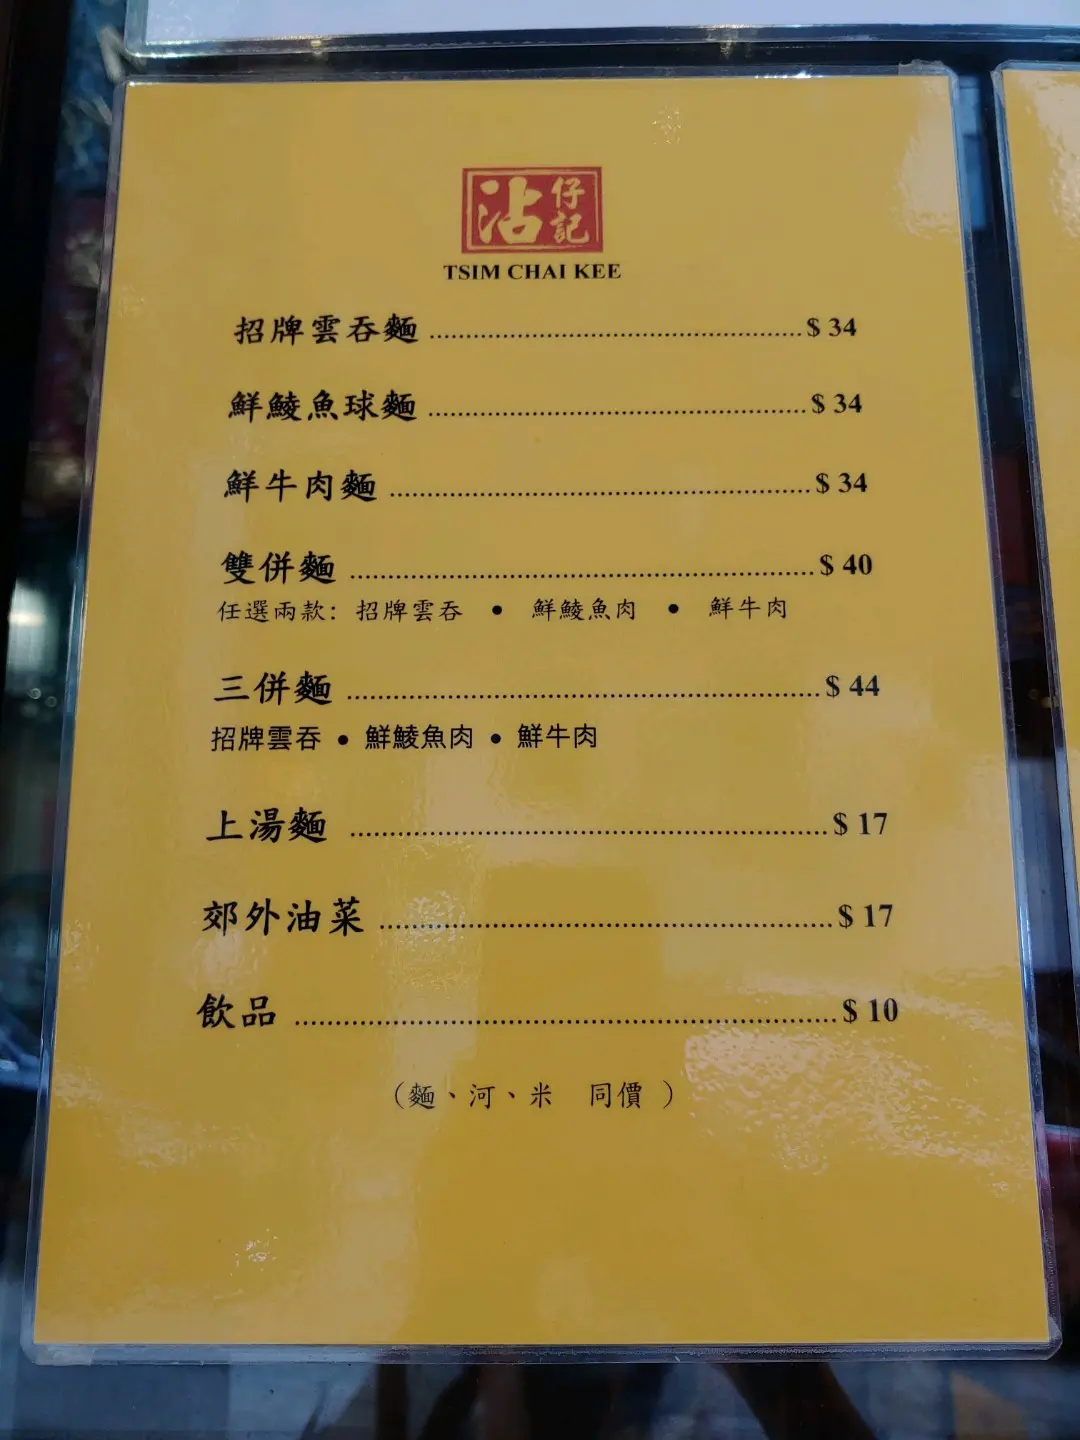 沾仔記
TSIM CHAI KEE
招牌雲吞麵 ........ $ 34
鮮鯪魚球麵 ........ $ 34
鮮牛肉麵 ........ $ 34
雙併麵 ........ $ 40
任選兩款: 招牌雲吞 • 鮮鯪魚肉 • 鮮牛肉
三併麵 ........ $ 44
招牌雲吞 • 鮮鯪魚肉 • 鮮牛肉
上湯麵 ........ $ 17
郊外油菜 ........ $ 17
飲品 ........ $ 10
（麵、河、米 同價 ）